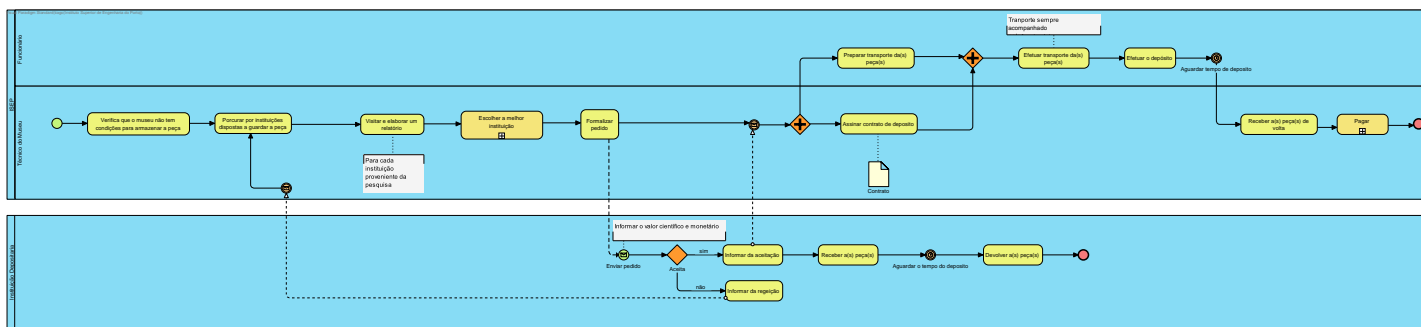 Funcionário
Tranporte sempre
acompanhado
Preparar transporte da(s)
peça(s)
Efetuar transporte da(s)
peça(s)
Efetuar o depósito
Aguardar tempo de deposito
ISEP
Técnico do Museu
Verifica que o museu não tem
condições para armazenar a peça
Porcurar por instituições
dispostas a guardar a peça
Visitar e elaborar um
relatório
Escolher a melhor
instituição
Formalizar
pedido
Assinar contrato de deposito
Receber a(s) peça(s) de
volta
Pagar
Para cada
instituição
proveniente da
pesquisa
Contrato
Instituição Depositária
Informar o valor cientifico e monetário
Enviar pedido
Aceita
sim
Informar da aceitação
Receber a(s) peça(s)
Aguardar o tempo do deposito
Devolver a(s) peça(s)
não
Informar da regeição